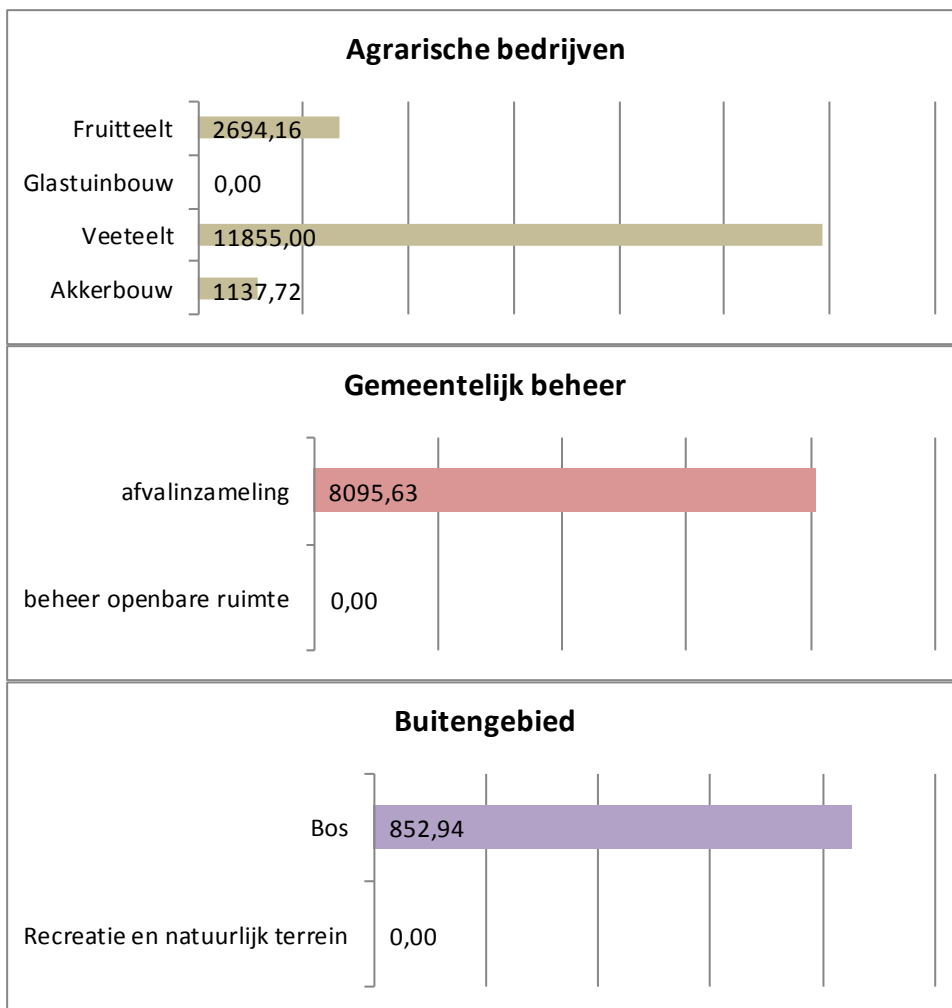 Agrarische bedrijven
Fruitteelt 2694,16
Glastuinbouw 0,00
Veeteelt 11855,00
Akkerbouw 1137,72
Gemeentelijk beheer
afvalinzameling 8095,63
beheer openbare ruimte 0,00
Buitengebied
Bos 852,94
Recreatie en natuurlijk terrein 0,00